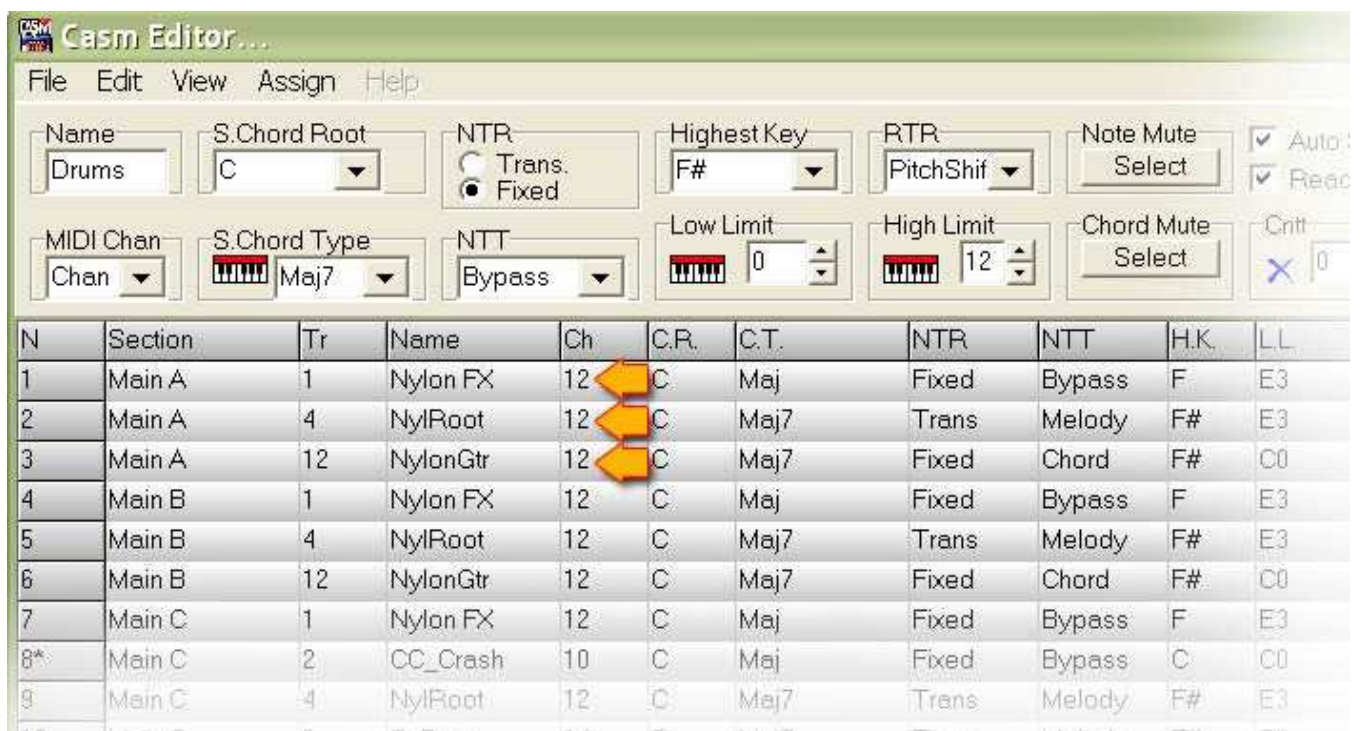 Casm Editor...
File Edit View Assign Help
Name S.Chord Root NTR Highest Key RTR Note Mute
Drums C Trans. F# PitchShif Select Auto
Fixed
MIDI Chan S.Chord Type NTT Low Limit High Limit Chord Mute
Chan Maj7 Bypass 0 12 Select 0
N Section Tr Name Ch C.R. C.T. NTR NTT H.K. L.L.
1 Main A 1 Nylon FX 12 C Maj Fixed Bypass F E3
2 Main A 4 NylRoot 12 C Maj7 Trans Melody F# E3
3 Main A 12 NylonGtr 12 C Maj7 Fixed Chord F# C0
4 Main B 1 Nylon FX 12 C Maj Fixed Bypass F E3
5 Main B 4 NylRoot 12 C Maj7 Trans Melody F# E3
6 Main B 12 NylonGtr 12 C Maj7 Fixed Chord F# C0
7 Main C 1 Nylon FX 12 C Maj Fixed Bypass F E3
8* Main C 2 CC_Crash 10 C Maj Fixed Bypass C C0
9 Main C 4 NylRoot 12 C Maj7 Trans Melody F# E3